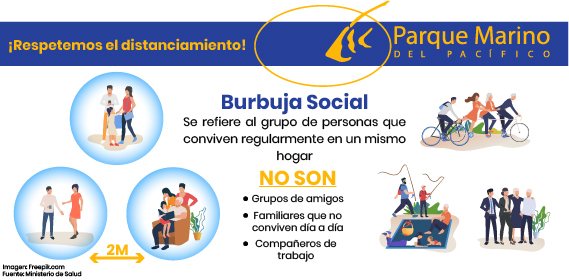 ¡Respetemos el distanciamiento!
Parque Marino
DEL PACÍFICO
Burbuja Social
Se refiere al grupo de personas que
conviven regularmente en un mismo
hogar
NO SON
• Grupos de amigos
• Familiares que no
conviven día a día
• Compañeros de
trabajo
2M
Imagen: Freepik.com
Fuente: Ministerio de Salud